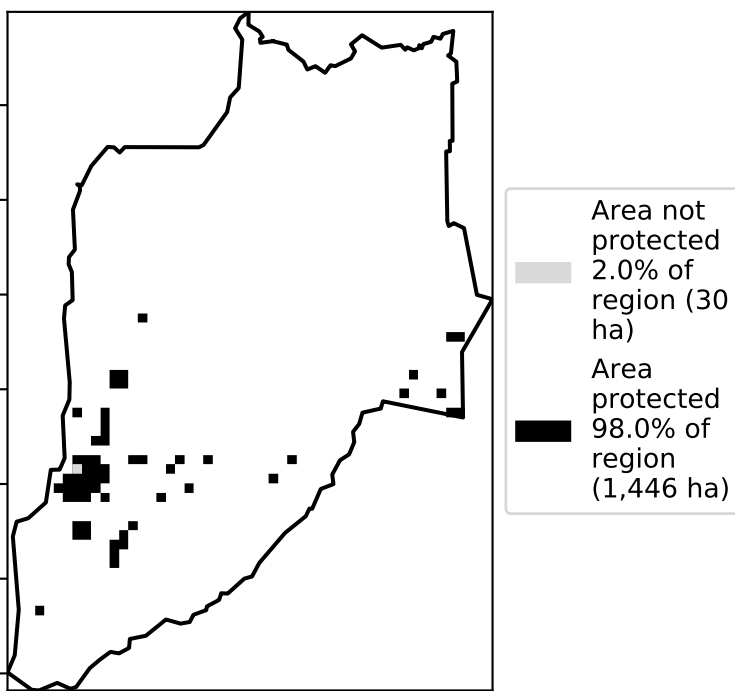 Area not
protected
2.0% of
region (30
ha)
Area
protected
98.0% of
region
(1,446 ha)